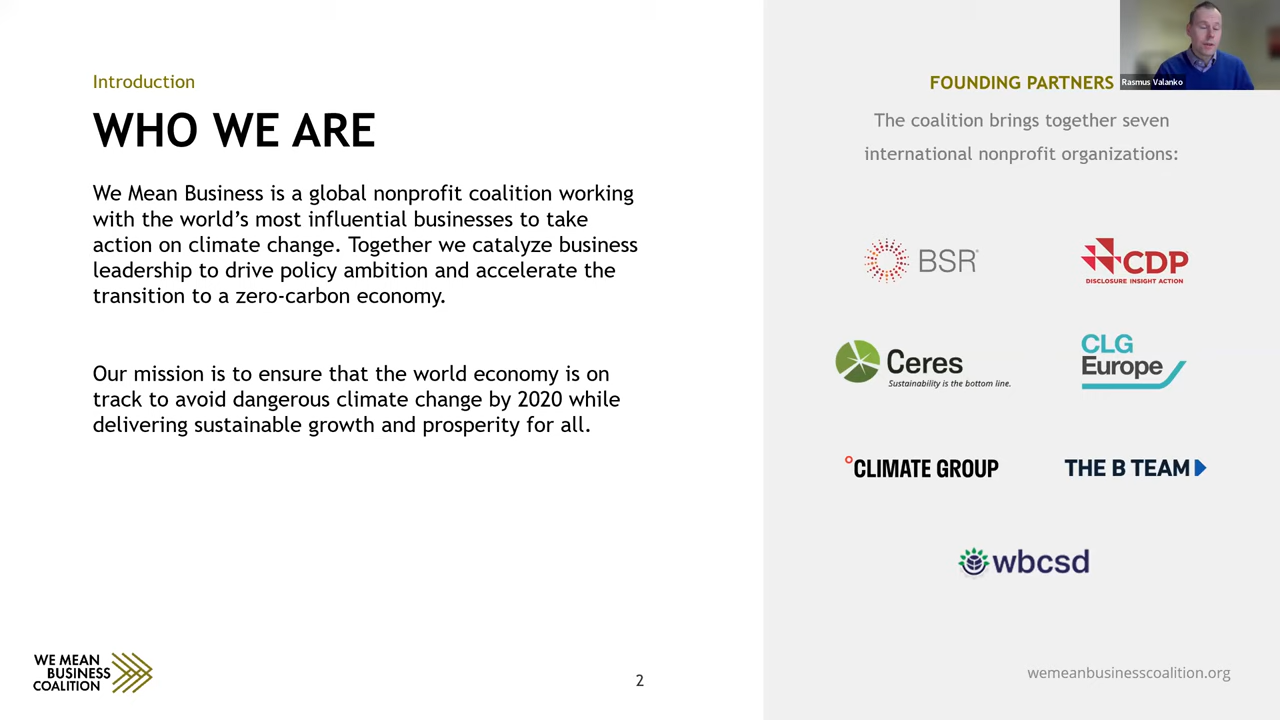 Introduction
WHO WE ARE
We Mean Business is a global nonprofit coalition working
with the world's most influential businesses to take
action on climate change. Together we catalyze business
leadership to drive policy ambition and accelerate the
transition to a zero-carbon economy.
Our mission is to ensure that the world economy is on
track to avoid dangerous climate change by 2020 while
delivering sustainable growth and prosperity for all.
WE MEAN
BUSINESS
COALITION
2
FOUNDING PARTNERS
Rasmus Valanko
The coalition brings together seven
international nonprofit organizations:
BSR®
CDP
DISCLOSURE INSIGHT ACTION
Ceres
Sustainability is the bottom line.
CLG
Europe
°CLIMATE GROUP
THE B TEAM
wbcsd
wemeanbusinesscoalition.org